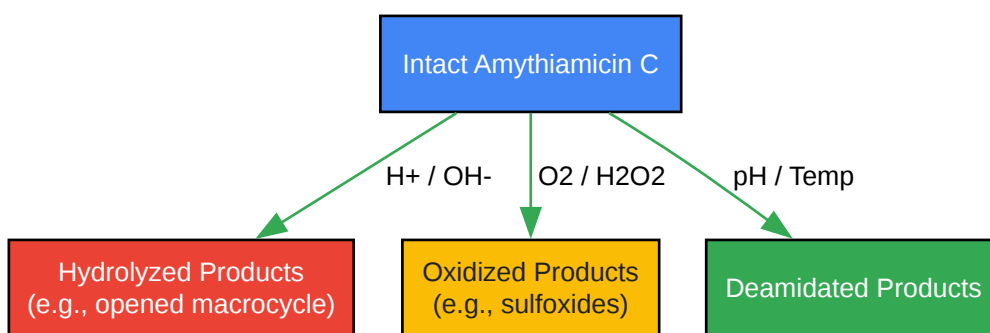 Intact Amythiamicin C
H+ / OH-
O2 / H2O2
pH / Temp
Hydrolyzed Products
(e.g., opened macrocycle)
Oxidized Products
(e.g., sulfoxides)
Deamidated Products